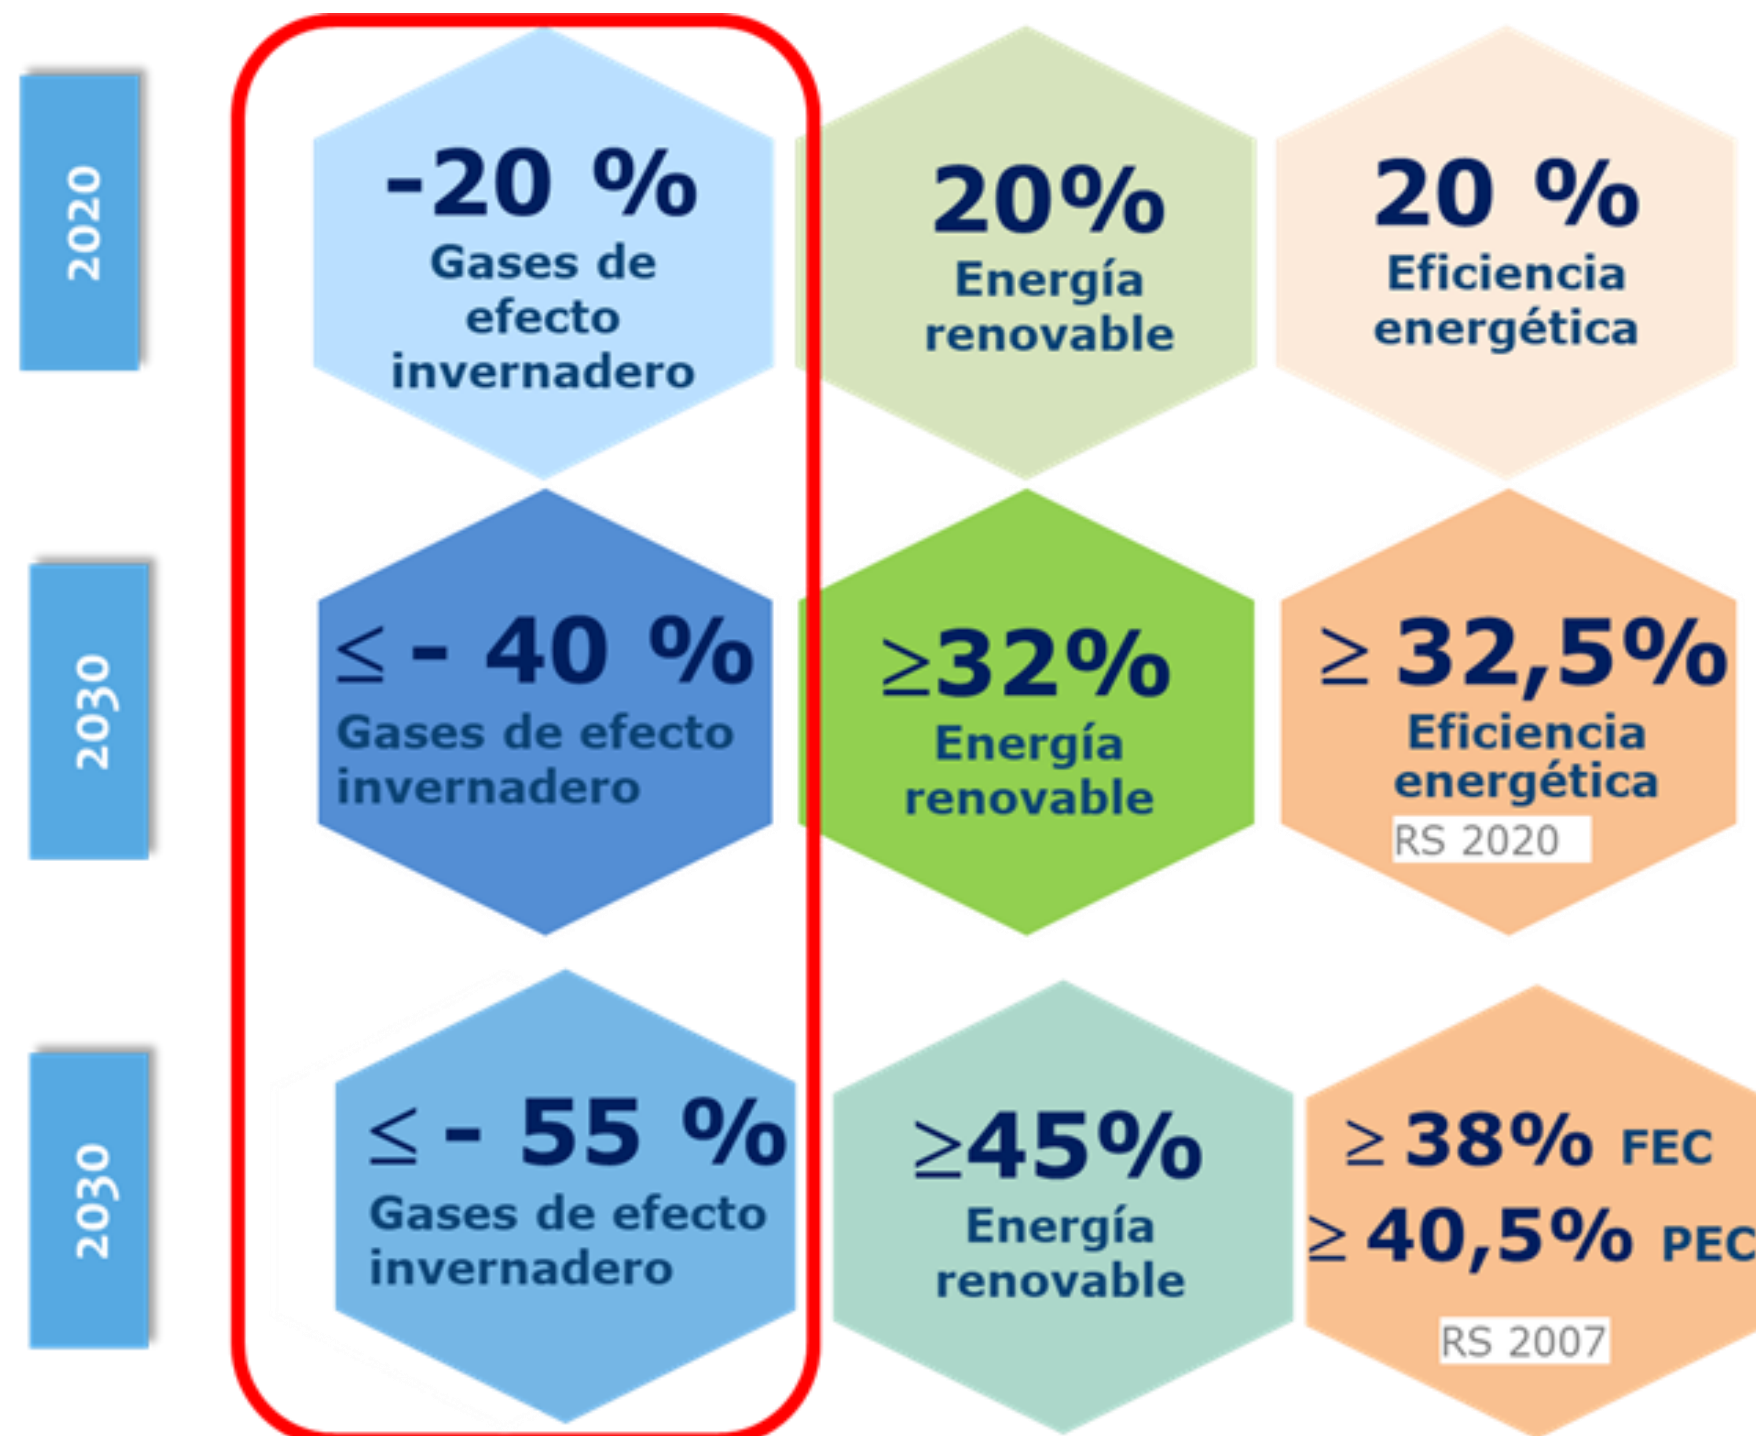 2020
-20 %
Gases de
efecto
invernadero
20%
Energía
renovable
20 %
Eficiencia
energética
2030
≤ - 40 %
Gases de efecto
invernadero
≥32%
Energía
renovable
≥ 32,5%
Eficiencia
energética
RS 2020
2030
≤ - 55 %
Gases de efecto
invernadero
≥45%
Energía
renovable
≥ 38% FEC
≥ 40,5% PEC
RS 2007